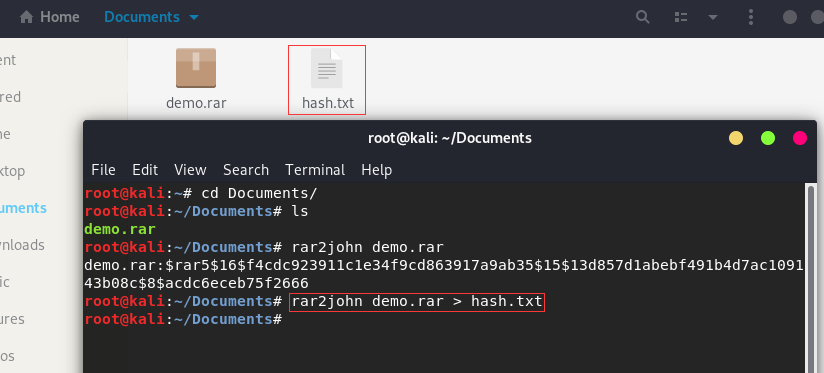 Home Documents
ent
red
ne
ktop
uments
nloads
ic
ures
os
demo.rar hash.txt
root@kali: ~/Documents
File Edit View Search Terminal Help
root@kali:~# cd Documents/
root@kali:~/Documents# ls
demo.rar
root@kali:~/Documents# rar2john demo.rar
demo.rar:$rar5$16$f4cdc923911c1e34f9cd863917a9ab35$15$13d857d1abebf491b4d7ac1091
43b08c$8$acdc6eceb75f2666
root@kali:~/Documents# rar2john demo.rar > hash.txt
root@kali:~/Documents#